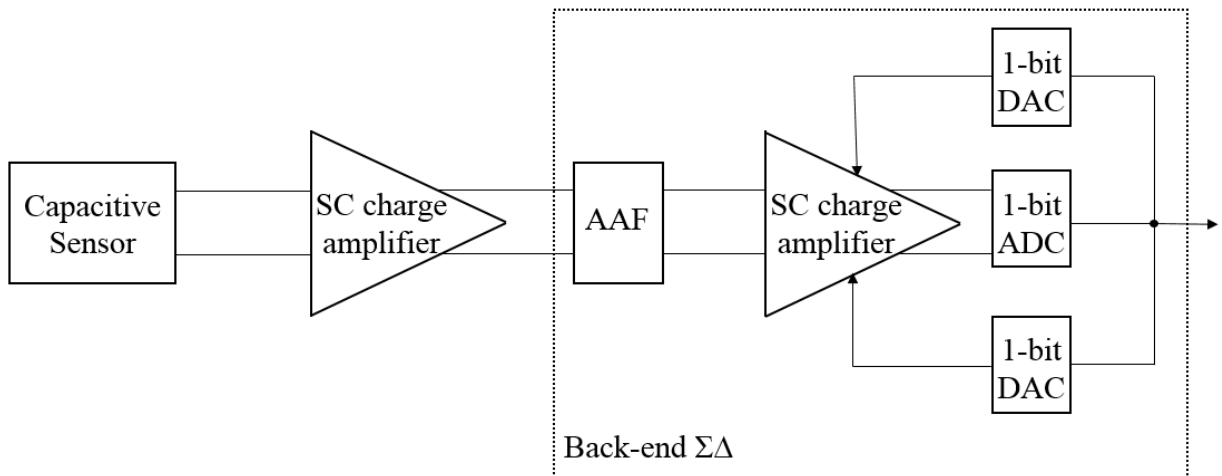 1-bit
DAC
Capacitive
Sensor
SC charge
amplifier
AAF
SC charge
amplifier
1-bit
ADC
1-bit
DAC
Back-end ΣΔ